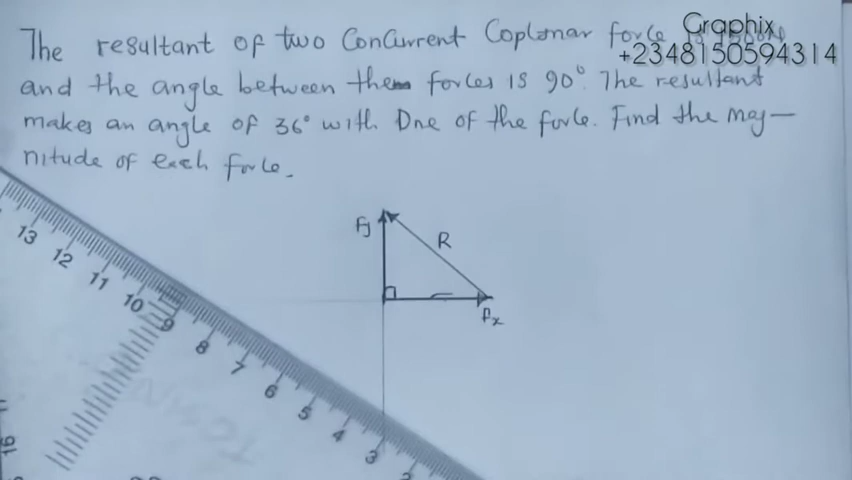 The resultant of two Concurrent Coplanar force
Graphix
+2348150594314
and the angle between them forces is 90°. The resultant
makes an angle of 36° with. One of the force. Find the mag-
nitude of each force.
Fy
R
Fx
13 12 11 10 9 8 7 6 5 4 3 2
16